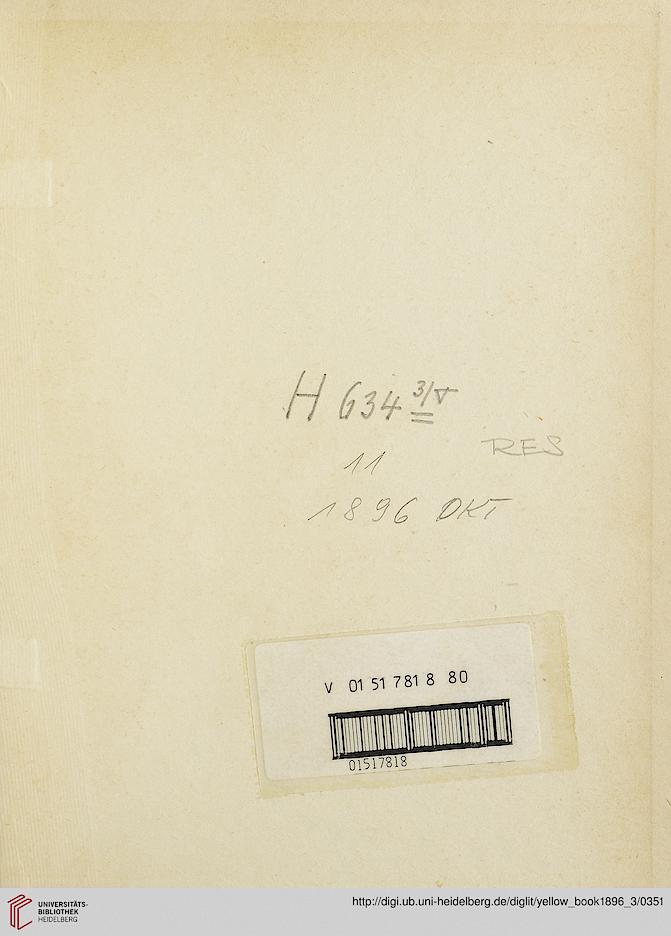 H 634 3/r
RES
11
1896 OKT
V 01 51 781 8 80
01517818
UNIVERSITÄTS-
BIBLIOTHEK
HEIDELBERG
http://digi.ub.uni-heidelberg.de/diglit/yellow_book1896_3/0351